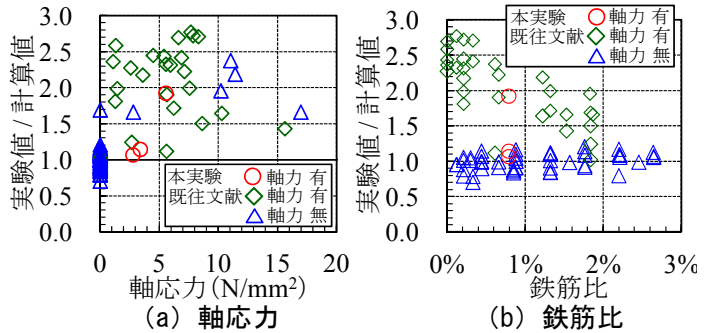 実験値 / 計算値
3.0
2.5
2.0
1.5
1.0
0.5
0.0
本実験 軸力 有
既往文献 軸力 有
軸力 無
0 5 10 15 20
軸応力(N/mm²)
(a) 軸応力
実験値 / 計算値
3.0
2.5
2.0
1.5
1.0
0.5
0.0
本実験 軸力 有
既往文献 軸力 有
軸力 無
0% 1% 2% 3%
鉄筋比
(b) 鉄筋比